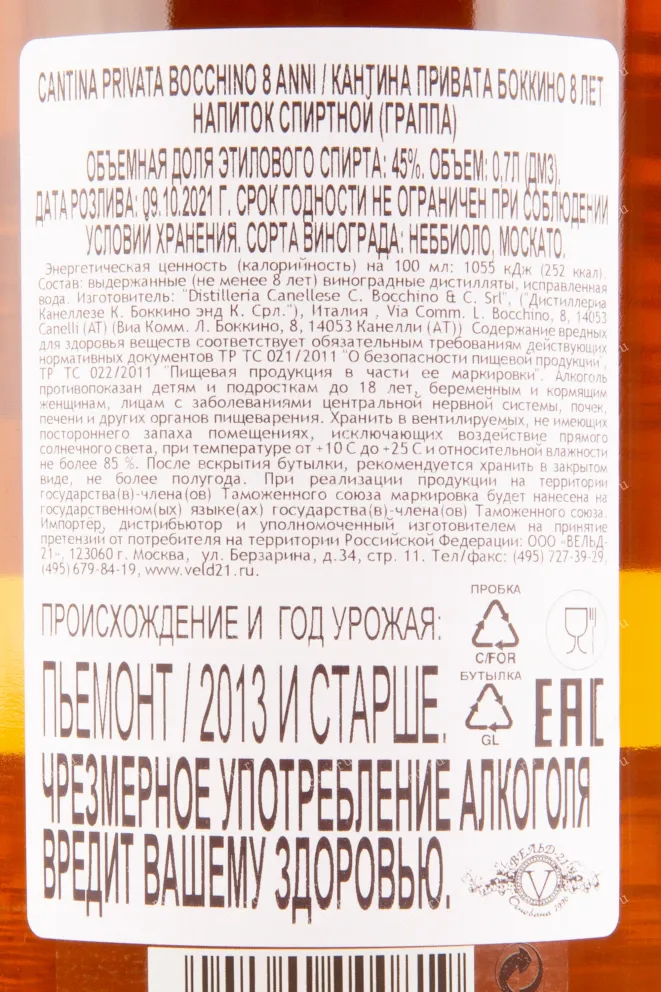 CANTINA PRIVATA BOCCHINO 8 ANNI / КАНТИНА ПРИВАТА БОККИНО 8 ЛЕТ
НАПИТОК СПИРТНОЙ (ГРАППА)
ОБЪЕМНАЯ ДОЛЯ ЭТИЛОВОГО СПИРТА: 45%. ОБЪЕМ: 0,7Л (ДМ3).
ДАТА РОЗЛИВА: 09.10.2021 Г. СРОК ГОДНОСТИ НЕ ОГРАНИЧЕН ПРИ СОБЛЮДЕНИИ
УСЛОВИЙ ХРАНЕНИЯ. СОРТА ВИНОГРАДА: НЕББИОЛО, МОСКАТО.
Энергетическая ценность (калорийность) на 100 мл: 1055 кДж (252 ккал).
Состав: выдержанные (не менее 8 лет) виноградные дистилляты, исправленная
вода. Изготовитель: "Distilleria Canellese C. Bocchino & C. Srl", ("Дистиллериа
Канеллезе К. Боккино энд К. Срл."), Италия , Via Comm. L. Bocchino, 8, 14053
Canelli (AT) (Виа Комм. Л. Боккино, 8, 14053 Канелли (АТ)) Содержание вредных
для здоровья веществ соответствует обязательным требованиям действующих
нормативных документов ТР ТС 021/2011 "О безопасности пищевой продукции",
ТР ТС 022/2011 "Пищевая продукция в части ее маркировки". Алкоголь
противопоказан детям и подросткам до 18 лет, беременным и кормящим
женщинам, лицам с заболеваниями центральной нервной системы, почек,
печени и других органов пищеварения. Хранить в вентилируемых, не имеющих
постороннего запаха помещениях, исключающих воздействие прямого
солнечного света, при температуре от +10 С до +25 С и относительной влажности
не более 85 %. После вскрытия бутылки, рекомендуется хранить в закрытом
виде, не более полугода. При реализации продукции на территории
государства(в)-члена(ов) Таможенного союза маркировка будет нанесена на
государственном(ых) языке(ах) государства(в)-члена(ов) Таможенного союза.
Импортер, дистрибьютор и уполномоченный изготовителем на принятие
претензий от потребителя на территории Российской Федерации: ООО «ВЕЛЬД-
21», 123060 г. Москва, ул. Берзарина, д.34, стр. 11. Тел/факс: (495) 727-39-29,
(495) 679-84-19, www.veld21.ru.
ПРОБКА
C/FOR
ПРОИСХОЖДЕНИЕ И ГОД УРОЖАЯ:
БУТЫЛКА
GL
EAC
ПЬЕМОНТ / 2013 И СТАРШЕ.
ЧРЕЗМЕРНОЕ УПОТРЕБЛЕНИЕ АЛКОГОЛЯ
ВРЕДИТ ВАШЕМУ ЗДОРОВЬЮ.
ВЕЛЬД-21
V
Основана 1996